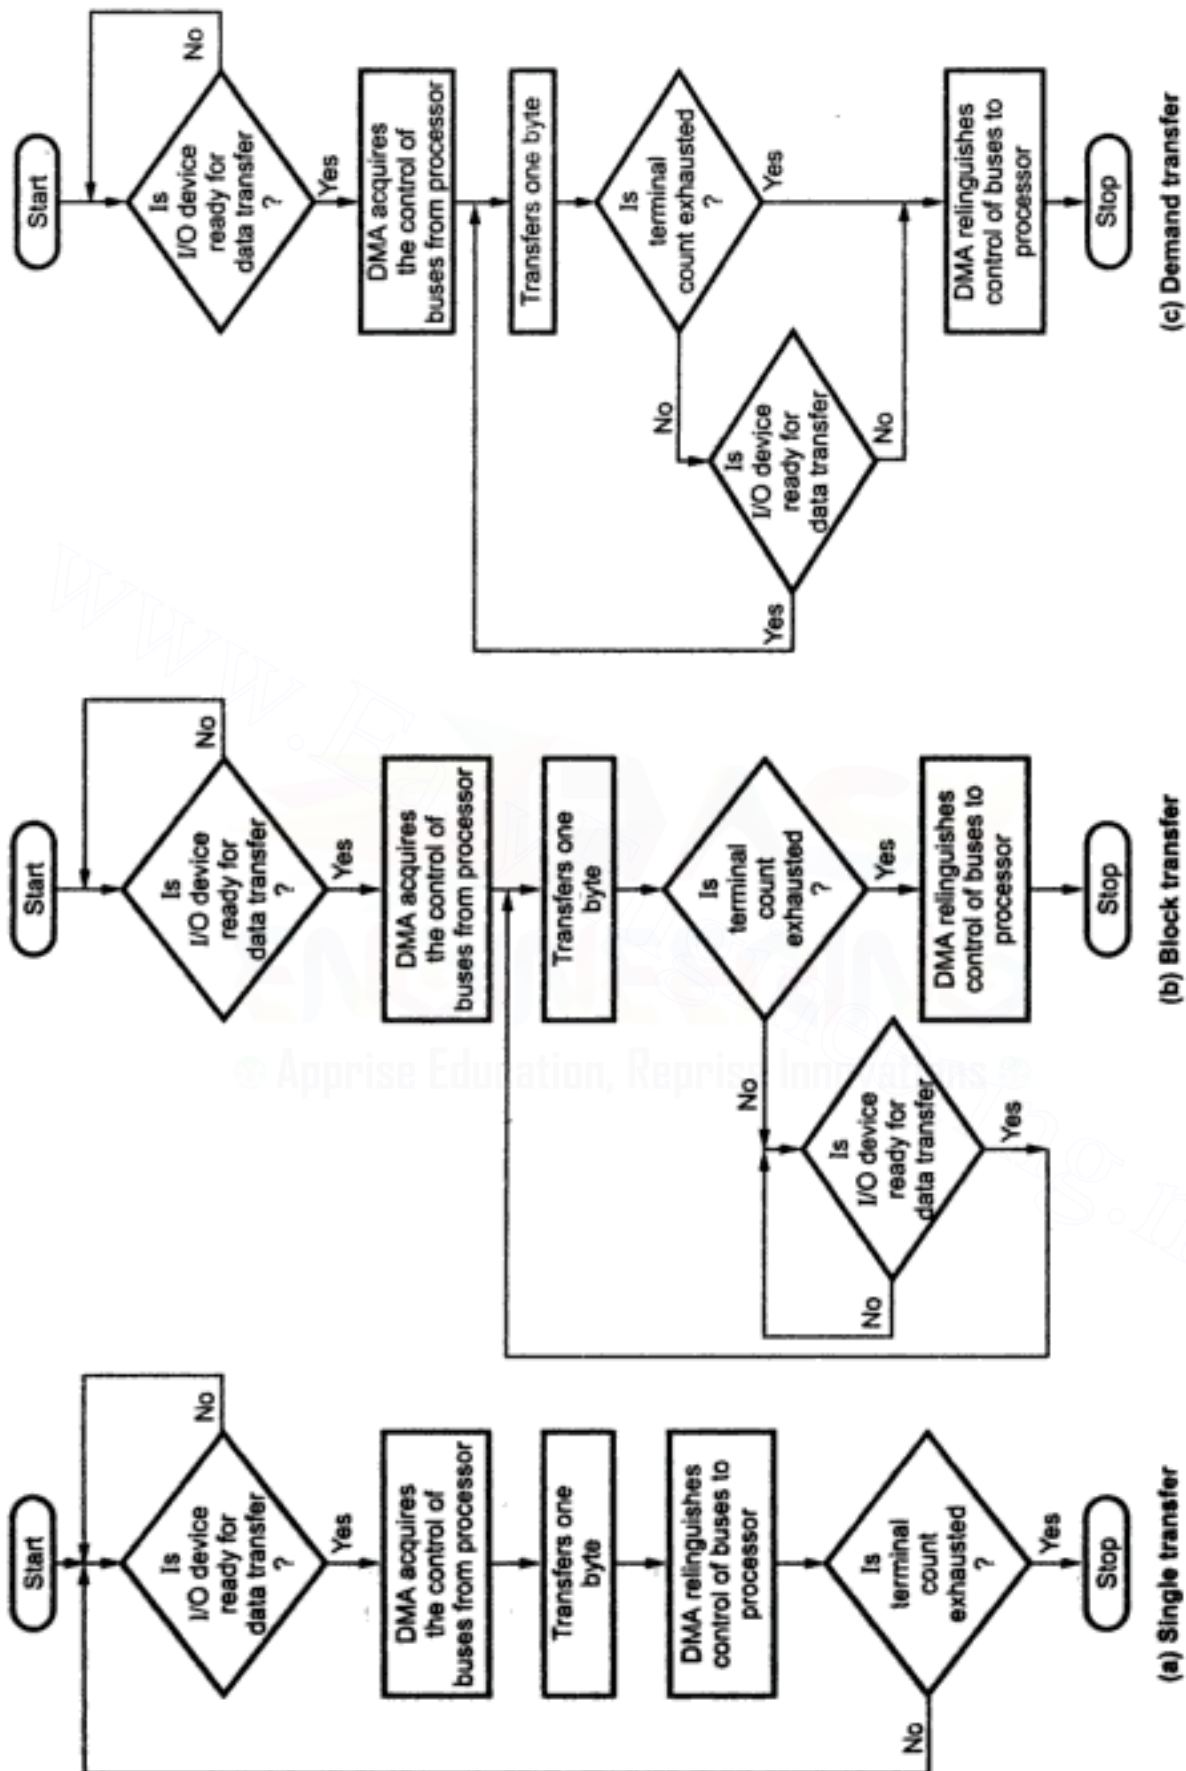 Start
Is
I/O device
ready for
data transfer
?
No
Yes
DMA acquires
the control of
buses from processor
Transfers one
byte
DMA relinguishes
control of buses to
processor
Is
terminal
count
exhausted
?
No
Yes
Stop
(a) Single transfer
Start
Is
I/O device
ready for
data transfer
?
No
Yes
DMA acquires
the control of
buses from processor
Transfers one
byte
Is
terminal
count
exhausted
?
No
Yes
Is
I/O device
ready for
data transfer
No
Yes
DMA relinguishes
control of buses to
processor
Stop
(b) Block transfer
Start
Is
I/O device
ready for
data transfer
?
No
Yes
DMA acquires
the control of
buses from processor
Transfers one byte
Is
terminal
count exhausted
?
No
Yes
Is
I/O device
ready for
data transfer
Yes
No
DMA relinguishes
control of buses to
processor
Stop
(c) Demand transfer
Apprise Education, Reprise Innovations